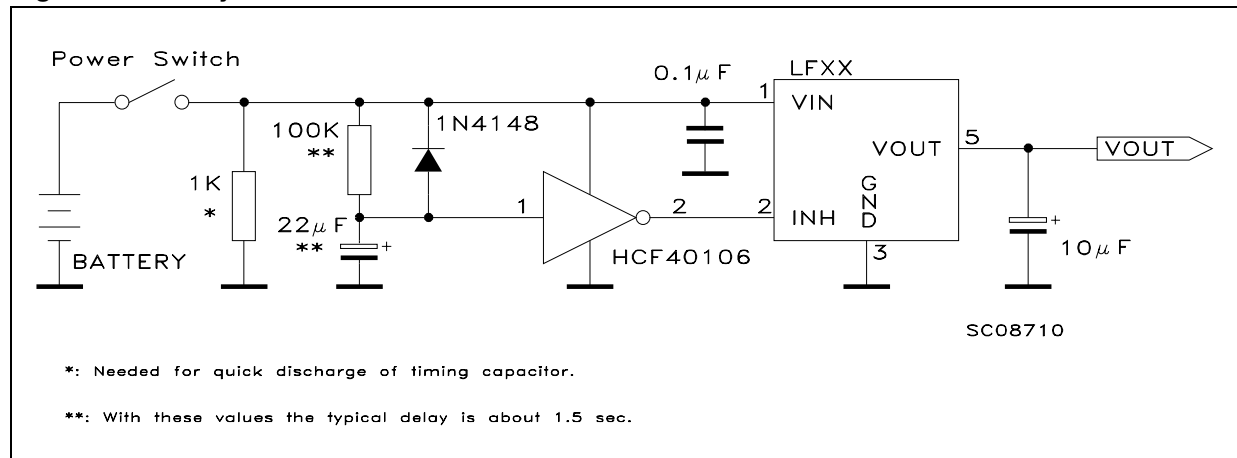 Power Switch
0.1μF
LFXX
1
VIN
100K
**
1N4148
VOUT
5
VOUT
1K
*
GND
1
2
2
INH
22μF
**
+
HCF40106
3
+
10μF
BATTERY
SC08710
*: Needed for quick discharge of timing capacitor.
**: With these values the typical delay is about 1.5 sec.